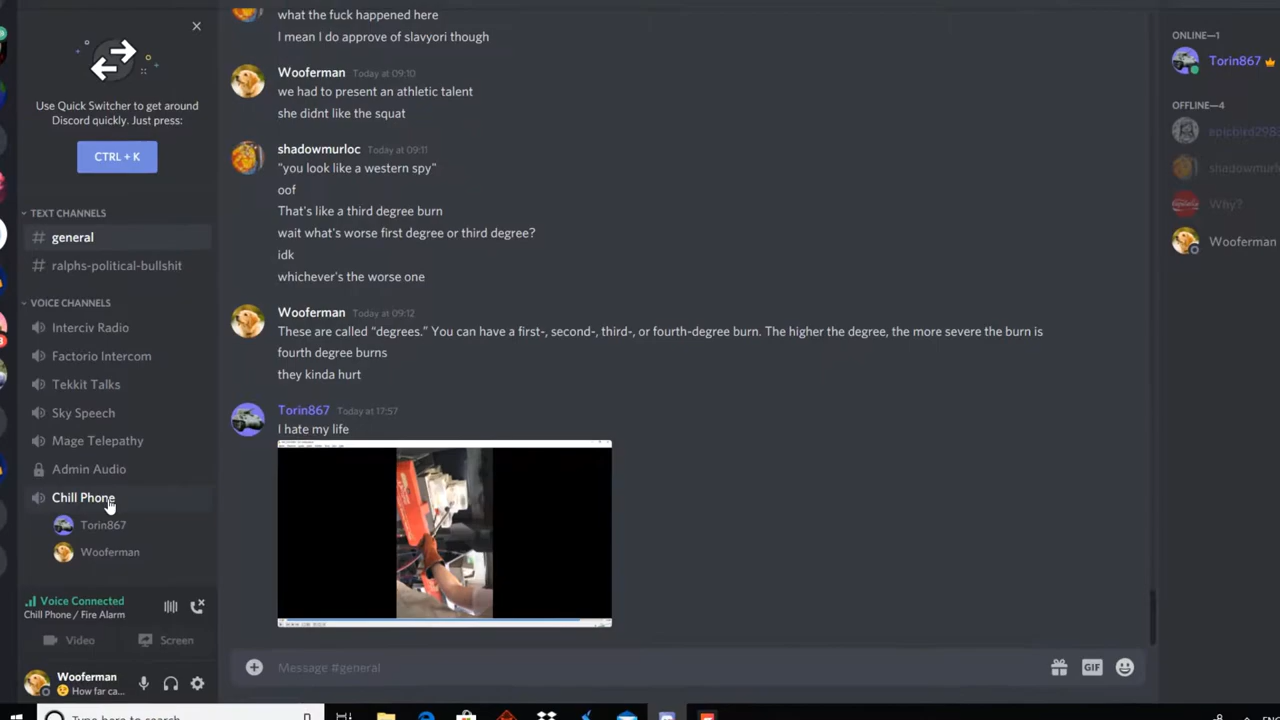 Use Quick Switcher to get around
Discord quickly. Just press:
CTRL + K
TEXT CHANNELS
# general
# ralphs-political-bullshit
VOICE CHANNELS
Interciv Radio
Factorio Intercom
Tekkit Talks
Sky Speech
Mage Telepathy
Admin Audio
Chill Phone
Torin867
Wooferman
Voice Connected
Chill Phone / Fire Alarm
Video
Screen
Wooferman
How far ca...
what the fuck happened here
I mean I do approve of slavyori though
Wooferman Today at 09:10
we had to present an athletic talent
she didnt like the squat
shadowmurloc Today at 09:11
"you look like a western spy"
oof
That's like a third degree burn
wait what's worse first degree or third degree?
idk
whichever's the worse one
Wooferman Today at 09:12
These are called “degrees.” You can have a first-, second-, third-, or fourth-degree burn. The higher the degree, the more severe the burn is
fourth degree burns
they kinda hurt
Torin867 Today at 17:57
I hate my life
Message #general
GIF
ONLINE—1
Torin867
OFFLINE—4
Why?
Wooferman
Type here to search